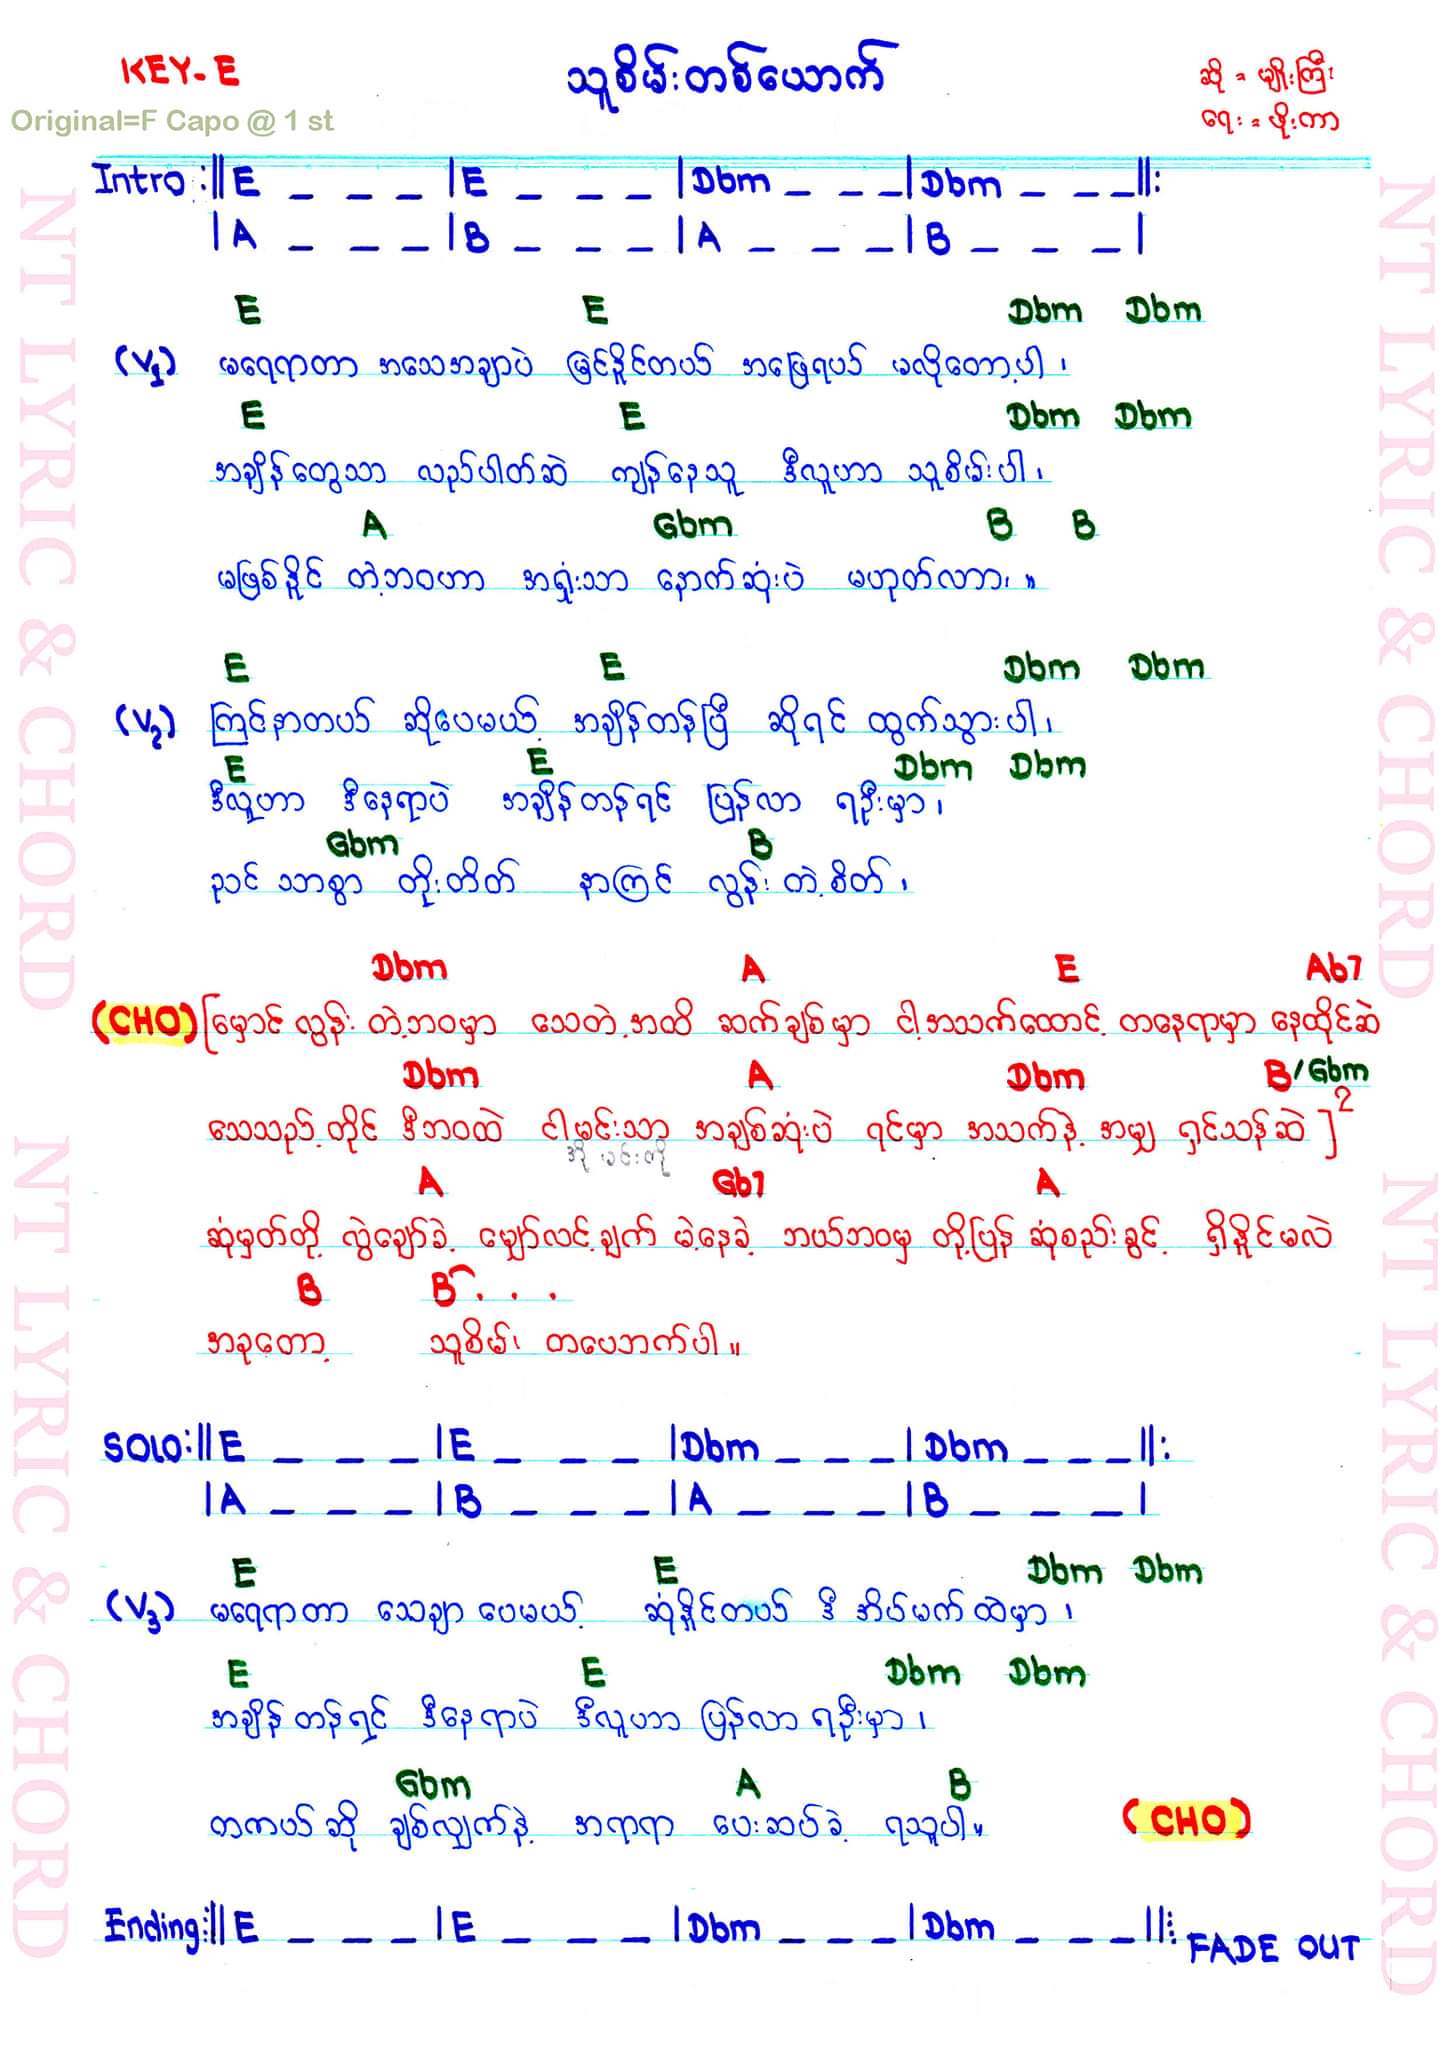 KEY-E
သူစိမ်းတစ်ယောက်
ဆို = မျိုးကြီး
Original=F Capo @ 1 st
ရေး = ဖိုးကာ
Intro :|| E _ _ _ | E _ _ _ | Dbm _ _ _ | Dbm _ _ _ ||:
| A _ _ _ | B _ _ _ | A _ _ _ | B _ _ _ |
E E Dbm Dbm
(V1) မရေရာတာ အသေအချာပဲ မြင်နိုင်တယ် အဖြေရယ် မလိုတော့ပါ ၊
E E Dbm Dbm
အချိန်တွေသာ လည်ပါတ်ဆဲ ကျန်နေသူ ဒီလူဟာ သူစိမ်းပါ ၊
A Gbm B B
မဖြစ်နိုင် တဲ့ဘဝဟာ အရှုံးသာ နောက်ဆုံးပဲ မဟုတ်လား ။
E E Dbm Dbm
(V2) ကြင်နာတယ် ဆိုပေမယ့် အချိန်တန်ပြီ ဆိုရင် ထွက်သွားပါ ၊
E E Dbm Dbm
ဒီလူဟာ ဒီနေရာပဲ အချိန်တန်ရင် ပြန်လာ ရဦးမှာ ၊
Gbm B
ညင်သာစွာ တိုးတိတ် နာကြင် လွန်းတဲ့စိတ် ၊
Dbm A E Ab7
(CHO) [မှောင်လွန်း တဲ့ဘဝမှာ သေတဲ့အထိ ဆက်ချစ်မှာ ငါ့အသက်ထောင့် တနေရာမှာ နေထိုင်ဆဲ
Dbm A Dbm B/Gbm
သေသည့်တိုင် ဒီဘဝထဲ ငါ့မင်းသာ အချစ်ဆုံးပဲ ရင်မှာ အသက်နဲ့ အမျှ ရှင်သန်ဆဲ ]2
A Gb7 A
ဆုံမှတ်တို့ လွဲချော်ခဲ့ မျှော်လင့်ချက် မဲ့နေခဲ့ ဘယ်ဘဝမှ တို့ပြန် ဆုံစည်းခွင့် ရှိနိုင်မလဲ
B B . . .
အခုတော့ သူစိမ်း တပေဘက်ပါ ။
SOLO:|| E _ _ _ | E _ _ _ | Dbm _ _ _ | Dbm _ _ _ ||:
| A _ _ _ | B _ _ _ | A _ _ _ | B _ _ _ |
E E Dbm Dbm
(V3) မရေရာတာ သေချာပေမယ့် ဆုံနိုင်တယ် ဒီ အိပ်မက်ထဲမှာ ၊
E E Dbm Dbm
အချိန်တန်ရင် ဒီနေရာပဲ ဒီလူဟာ ပြန်လာ ရဦးမှာ ၊
Gbm A B
တကယ်ဆို ချစ်လျှက်နဲ့ အရာရာ ပေးဆပ်ခဲ့ ရသူပါ။ (CHO)
Ending:|| E _ _ _ | E _ _ _ | Dbm _ _ _ | Dbm _ _ _ ||: FADE OUT
NT LYRIC & CHORD
NT LYRIC & CHORD
NT LYRIC & CHORD
NT LYRIC & CHORD